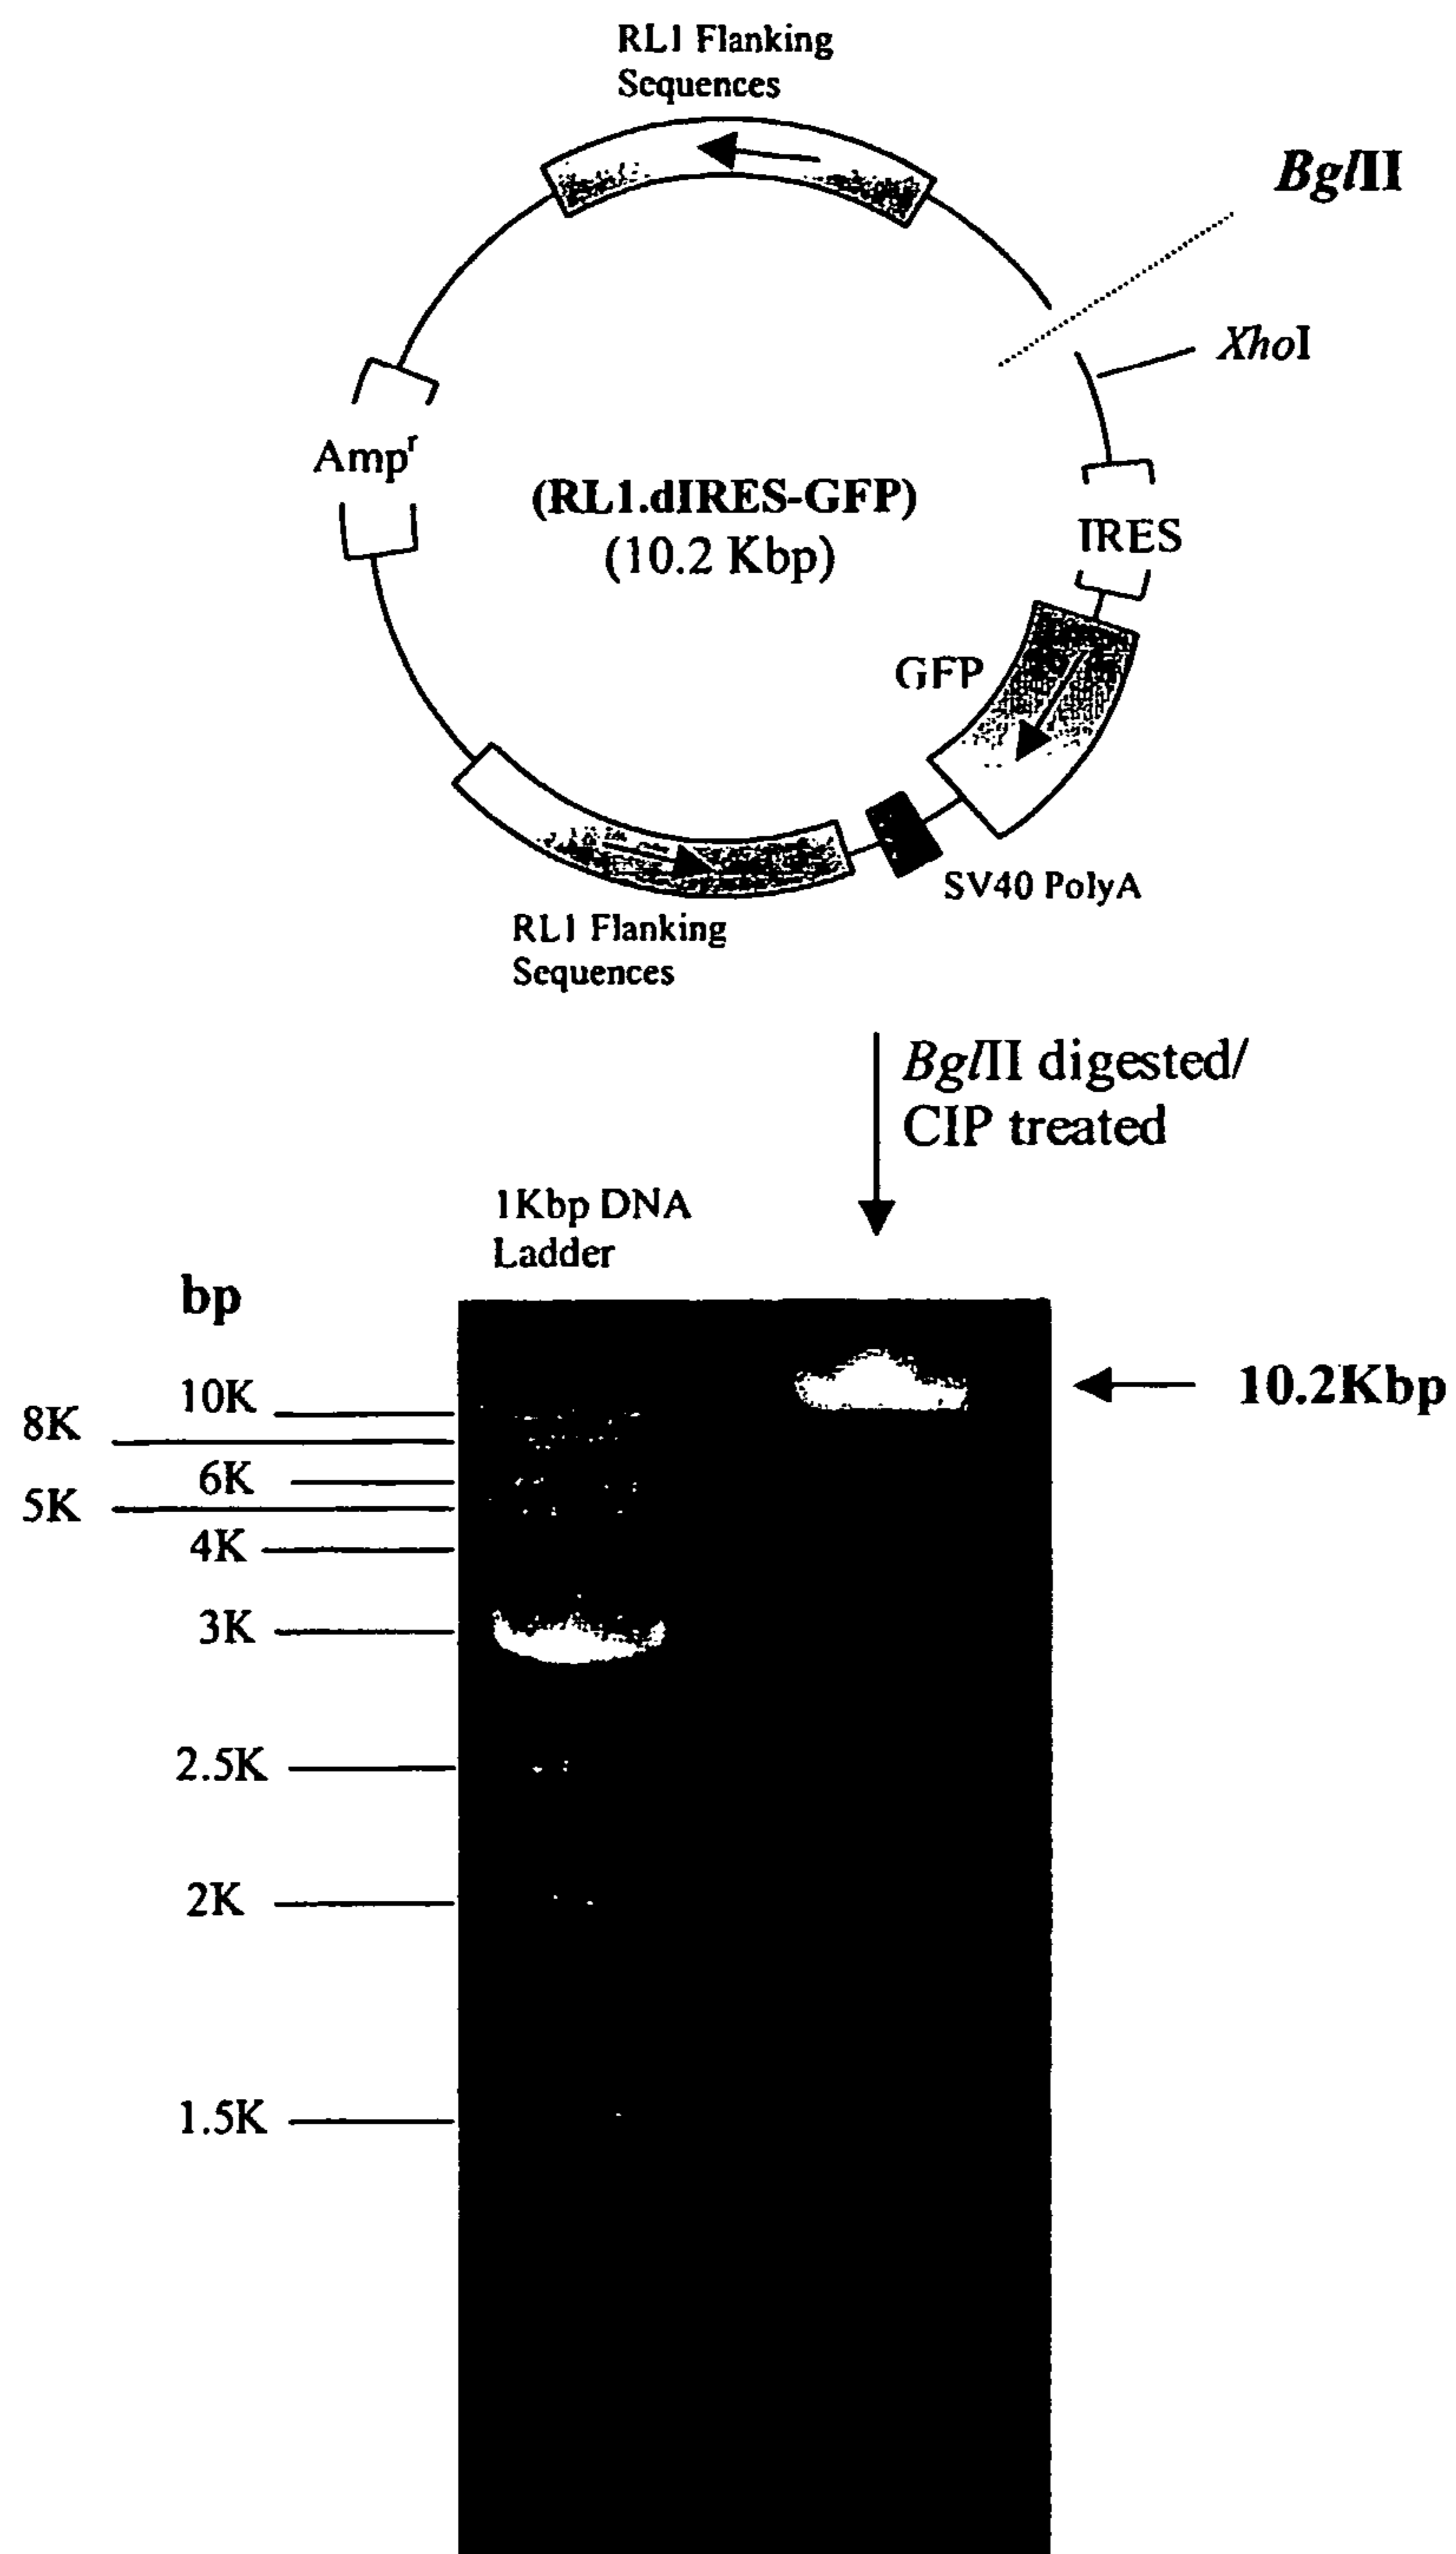 RL1 Flanking
Sequences
BglII
XhoI
Ampʳ
(RL1.dIRES-GFP)
(10.2 Kbp)
IRES
GFP
SV40 PolyA
RL1 Flanking
Sequences
BglII digested/
CIP treated
1Kbp DNA
Ladder
bp
10K
8K
6K
5K
4K
3K
2.5K
2K
1.5K
10.2Kbp